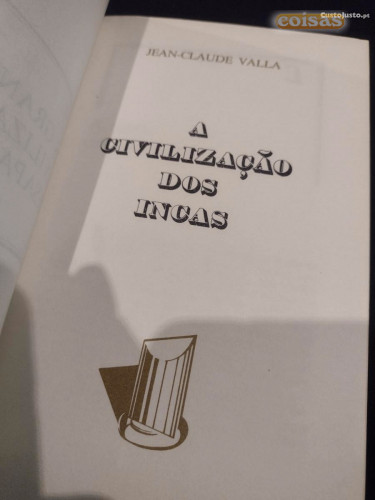 coisas
CustoJusto.pt
JEAN-CLAUDE VALLA
A
CIVILIZAÇÃO
DOS
INCAS